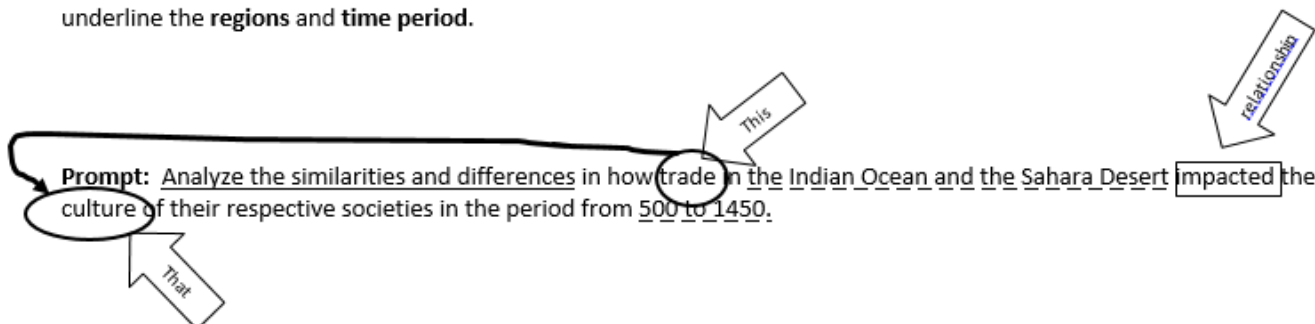 underline the regions and time period.
relationship
This
Prompt: Analyze the similarities and differences in how trade in the Indian Ocean and the Sahara Desert impacted the
culture of their respective societies in the period from 500 to 1450.
That